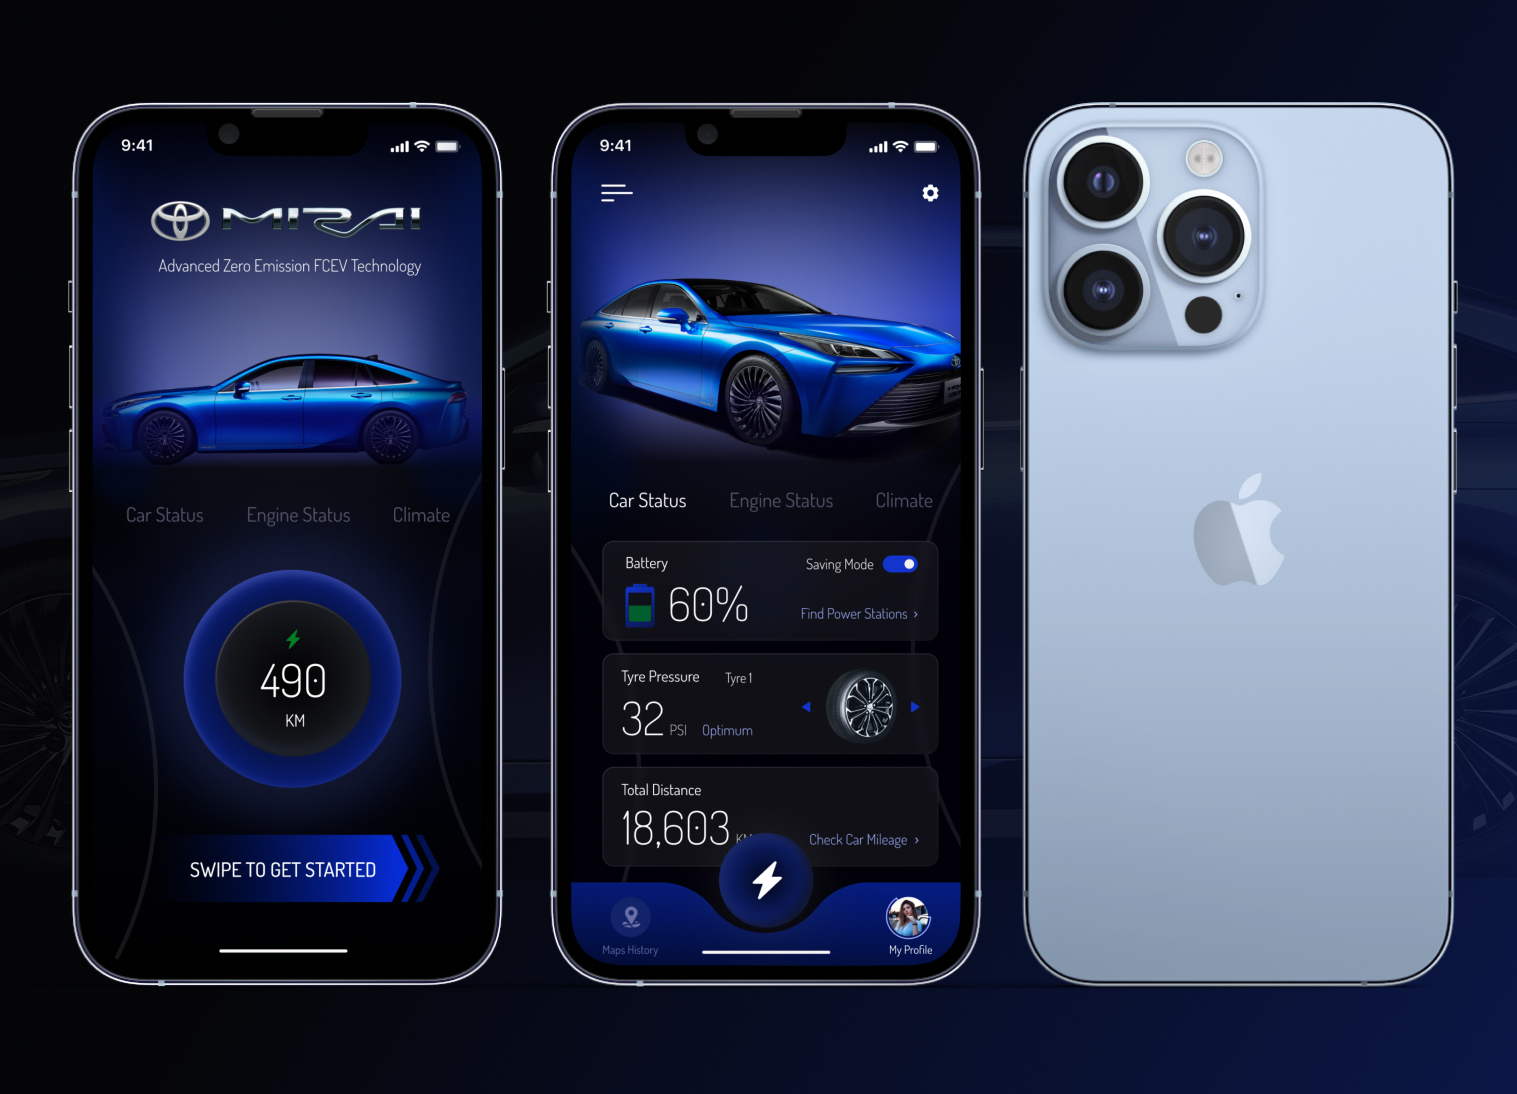 9:41
MIRAI
Advanced Zero Emission FCEV Technology
Car Status Engine Status Climate
490
KM
SWIPE TO GET STARTED
9:41
Car Status Engine Status Climate
Battery Saving Mode
60% Find Power Stations ›
Tyre Pressure Tyre 1
32 PSI Optimum
Total Distance
18,603 Check Car Mileage ›
Maps History My Profile